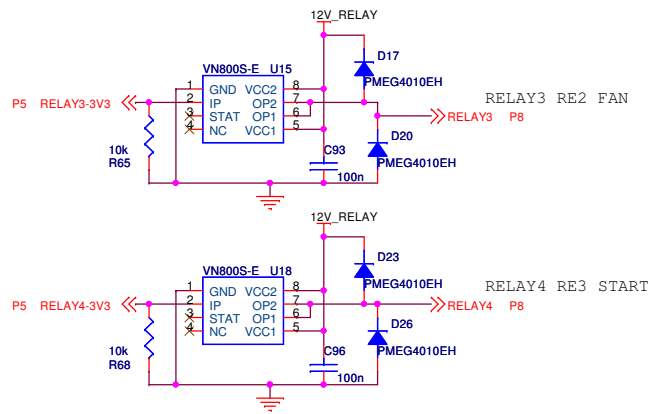 12V_RELAY
D17
PMEG4010EH
VN800S-E U15
1 GND VCC2 8
2 IP OP2 7
3 STAT OP1 6
4 NC VCC1 5
P5 RELAY3-3V3
RELAY3 P8
RELAY3 RE2 FAN
10k
R65
C93
100n
D20
PMEG4010EH
12V_RELAY
D23
PMEG4010EH
VN800S-E U18
1 GND VCC2 8
2 IP OP2 7
3 STAT OP1 6
4 NC VCC1 5
P5 RELAY4-3V3
RELAY4 P8
RELAY4 RE3 START
10k
R68
C96
100n
D26
PMEG4010EH